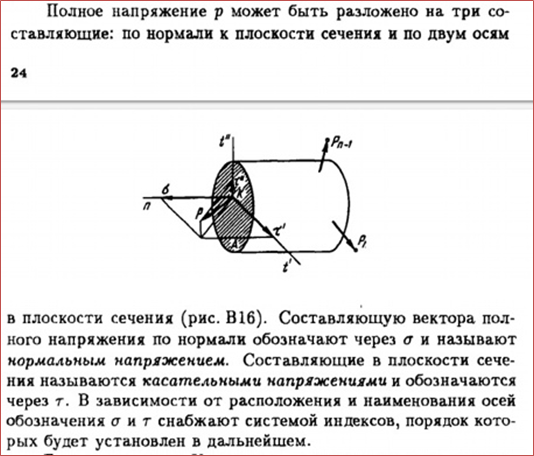 Полное напряжение p может быть разложено на три со-
ставляющие: по нормали к плоскости сечения и по двум осям
24
t"
P_{n-1}
σ
τ"
K
n
p
A
τ'
P_i
t'
в плоскости сечения (рис. В16). Составляющую вектора пол-
ного напряжения по нормали обозначают через σ и называют
нормальным напряжением. Составляющие в плоскости сече-
ния называются касательными напряжениями и обозначаются
через τ. В зависимости от расположения и наименования осей
обозначения σ и τ снабжают системой индексов, порядок кото-
рых будет установлен в дальнейшем.